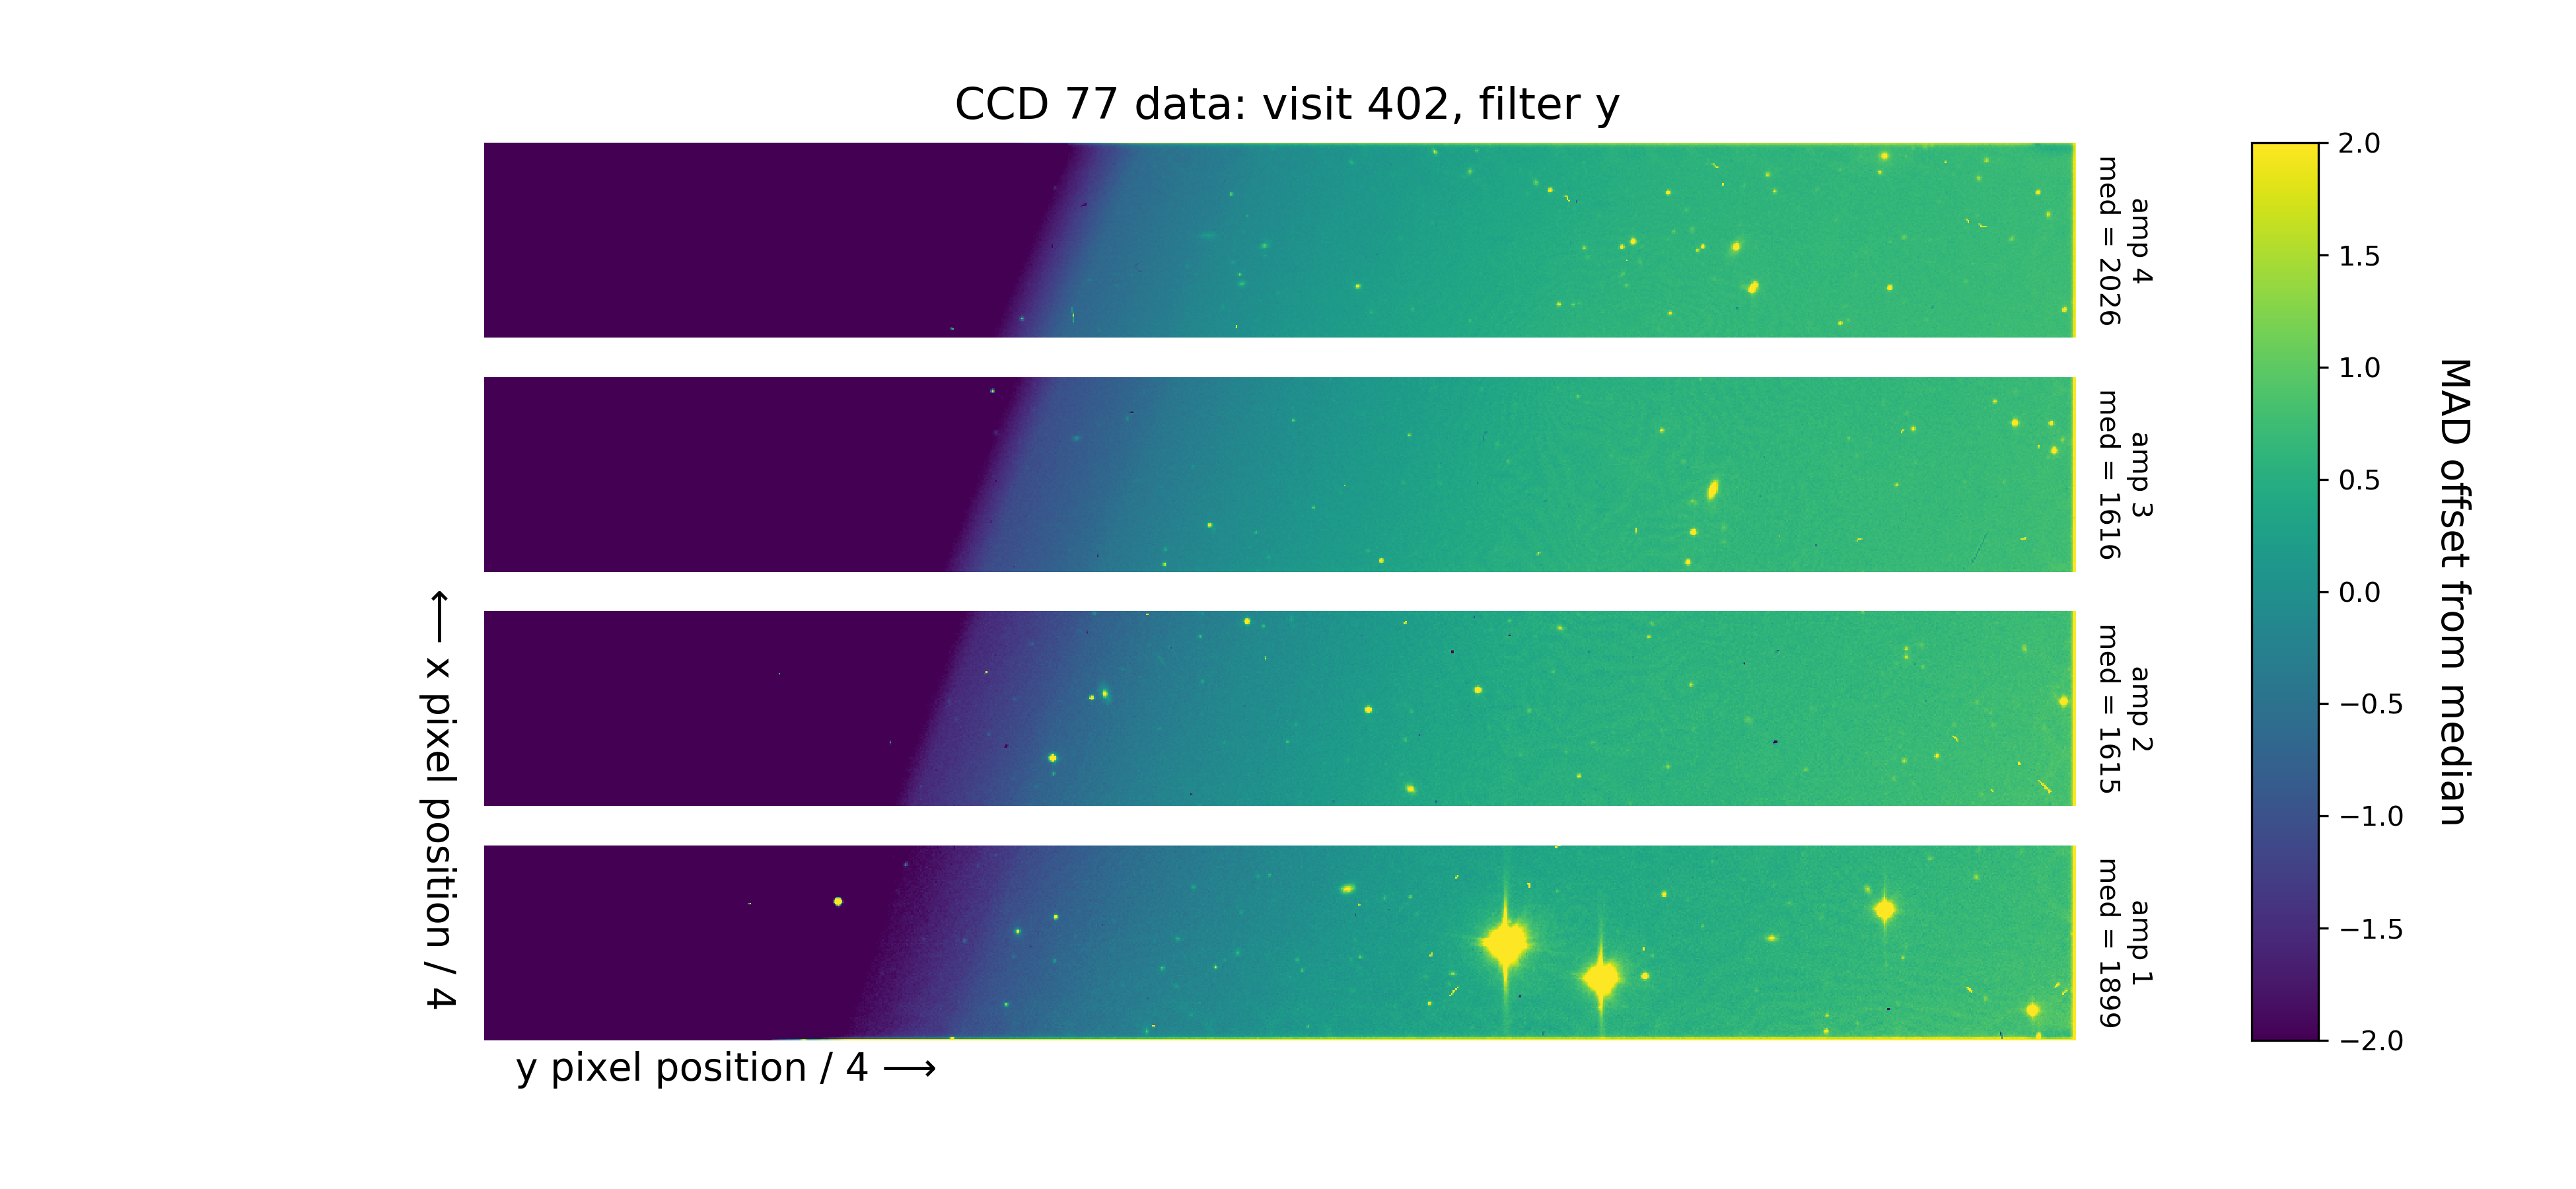 CCD 77 data: visit 402, filter y
amp 4
med = 2026
amp 3
med = 1616
amp 2
med = 1615
amp 1
med = 1899
⟵ x pixel position / 4
y pixel position / 4 ⟶
2.0
1.5
1.0
0.5
0.0
−0.5
−1.0
−1.5
−2.0
MAD offset from median